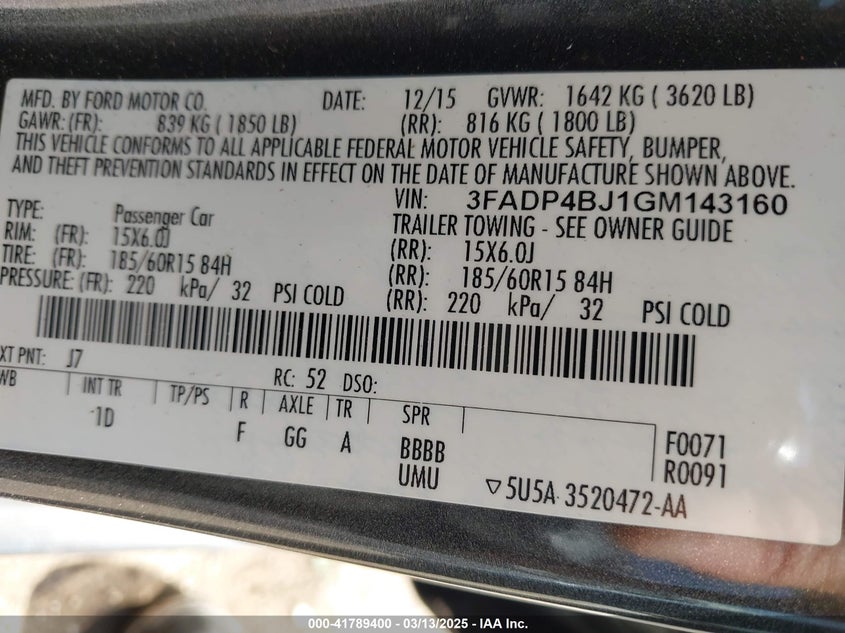 MFD. BY FORD MOTOR CO. DATE: 12/15 GVWR: 1642 KG ( 3620 LB)
GAWR: (FR): 839 KG ( 1850 LB) (RR): 816 KG ( 1800 LB)
THIS VEHICLE CONFORMS TO ALL APPLICABLE FEDERAL MOTOR VEHICLE SAFETY, BUMPER,
AND THEFT PREVENTION STANDARDS IN EFFECT ON THE DATE OF MANUFACTURE SHOWN ABOVE.
VIN: 3FADP4BJ1GM143160
TYPE: Passenger Car TRAILER TOWING - SEE OWNER GUIDE
RIM: (FR): 15X6.0J (RR): 15X6.0J
TIRE: (FR): 185/60R15 84H (RR): 185/60R15 84H
PRESSURE: (FR): 220 kPa/ 32 PSI COLD (RR): 220 kPa/ 32 PSI COLD
XT PNT: J7 RC: 52 DSO:
WB INT TR TP/PS R AXLE TR SPR
1D F GG A BBBB F0071
UMU R0091
▽5U5A 3520472-AA
000-41789400 - 03/13/2025 - IAA Inc.